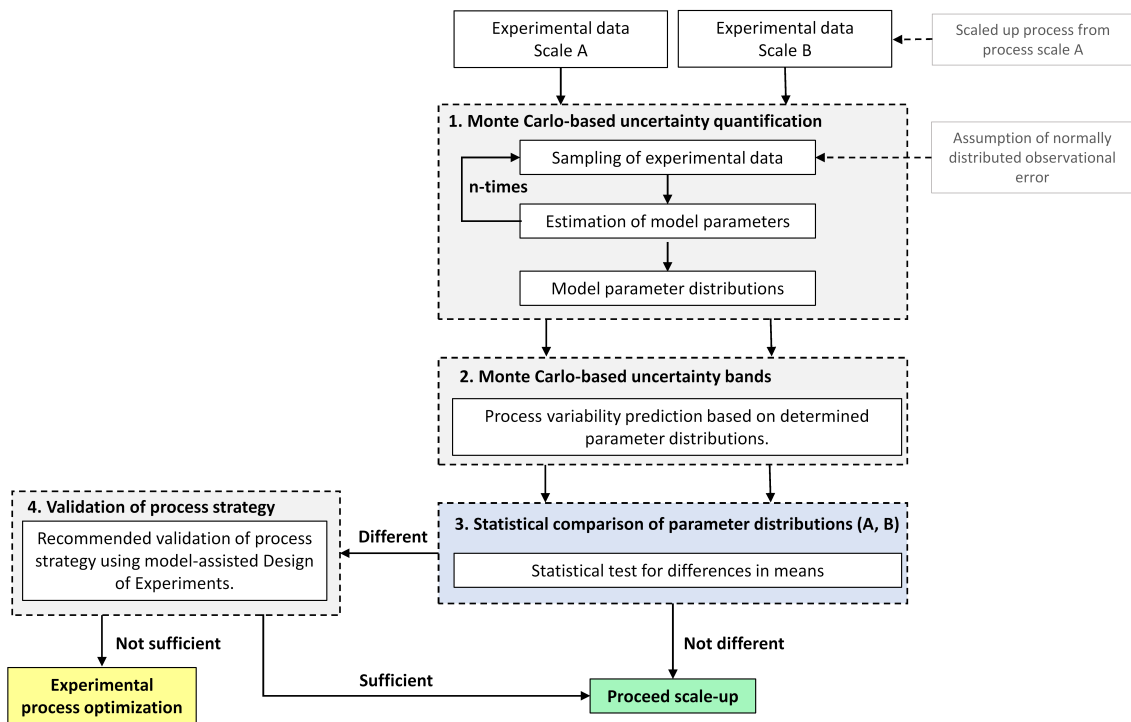 Experimental data
Scale A
Experimental data
Scale B
Scaled up process from
process scale A
1. Monte Carlo-based uncertainty quantification
Sampling of experimental data
Assumption of normally
distributed observational
error
n-times
Estimation of model parameters
Model parameter distributions
2. Monte Carlo-based uncertainty bands
Process variability prediction based on determined
parameter distributions.
3. Statistical comparison of parameter distributions (A, B)
Statistical test for differences in means
Different
4. Validation of process strategy
Recommended validation of process
strategy using model-assisted Design
of Experiments.
Not sufficient
Not different
Sufficient
Experimental
process optimization
Proceed scale-up